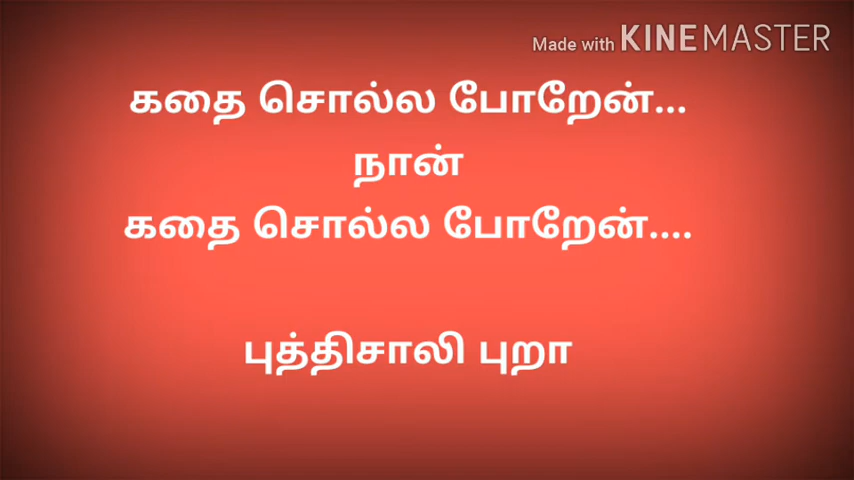 Made with KINEMASTER
கதை சொல்ல போறேன்...
நான்
கதை சொல்ல போறேன்....
புத்திசாலி புறா